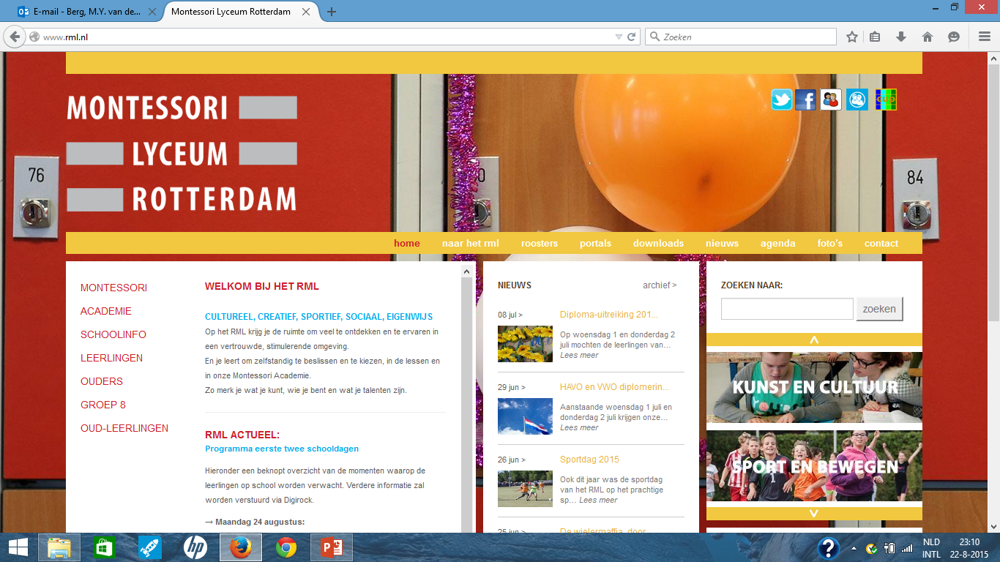 E-mail - Berg, M.Y. van de...
Montessori Lyceum Rotterdam
www.rml.nl
Zoeken
MONTESSORI
LYCEUM
ROTTERDAM
76
84
home naar het rml roosters portals downloads nieuws agenda foto's contact
MONTESSORI
ACADEMIE
SCHOOLINFO
LEERLINGEN
OUDERS
GROEP 8
OUD-LEERLINGEN
WELKOM BIJ HET RML
CULTUREEL, CREATIEF, SPORTIEF, SOCIAAL, EIGENWIJS
Op het RML krijg je de ruimte om veel te ontdekken en te ervaren in
een vertrouwde, stimulerende omgeving.
En je leert om zelfstandig te beslissen en te kiezen, in de lessen en
in onze Montessori Academie.
Zo merk je wat je kunt, wie je bent en wat je talenten zijn.
RML ACTUEEL:
Programma eerste twee schooldagen
Hieronder een beknopt overzicht van de momenten waarop de
leerlingen op school worden verwacht. Verdere informatie zal
worden verstuurd via Digirock.
→ Maandag 24 augustus:
NIEUWS archief >
08 jul > Diploma-uitreiking 201...
Op woensdag 1 en donderdag 2
juli mochten de leerlingen van...
Lees meer
29 jun > HAVO en VWO diplomerin...
Aanstaande woensdag 1 juli en
donderdag 2 juli krijgen onze...
Lees meer
26 jun > Sportdag 2015
Ook dit jaar was de sportdag
van het RML op het prachtige
sp... Lees meer
25 jun > De wielermaffia, door
ZOEKEN NAAR:
zoeken
KUNST EN CULTUUR
SPORT EN BEWEGEN
NLD
INTL
23:10
22-8-2015